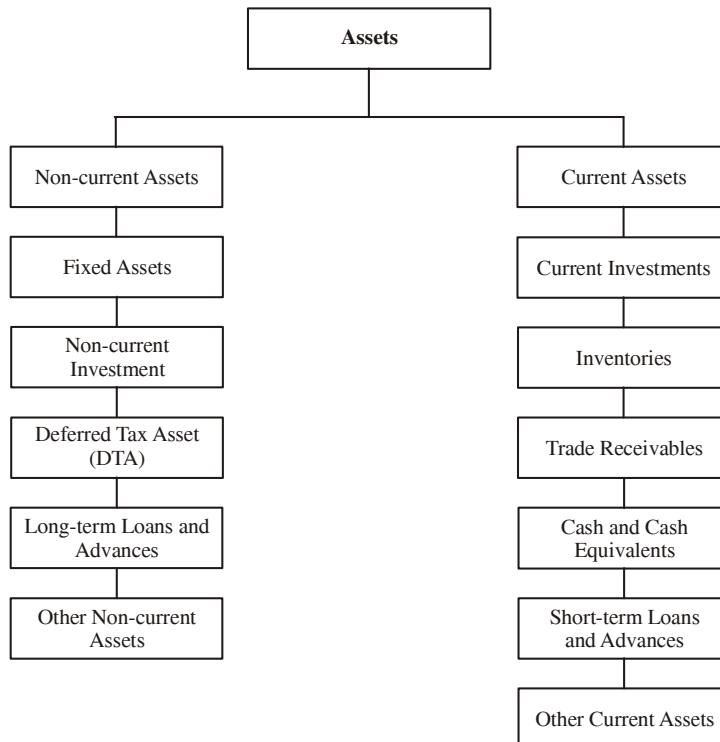 Assets
Non-current Assets
Fixed Assets
Non-current
Investment
Deferred Tax Asset
(DTA)
Long-term Loans and
Advances
Other Non-current
Assets
Current Assets
Current Investments
Inventories
Trade Receivables
Cash and Cash
Equivalents
Short-term Loans
and Advances
Other Current Assets